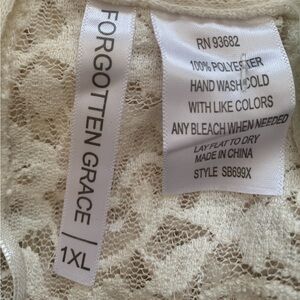 FORGOTTEN GRACE | 1XL
RN 93682
100% POLYESTER
HAND WASH COLD
WITH LIKE COLORS
ANY BLEACH WHEN NEEDED
LAY FLAT TO DRY
MADE IN CHINA
STYLE SB699X